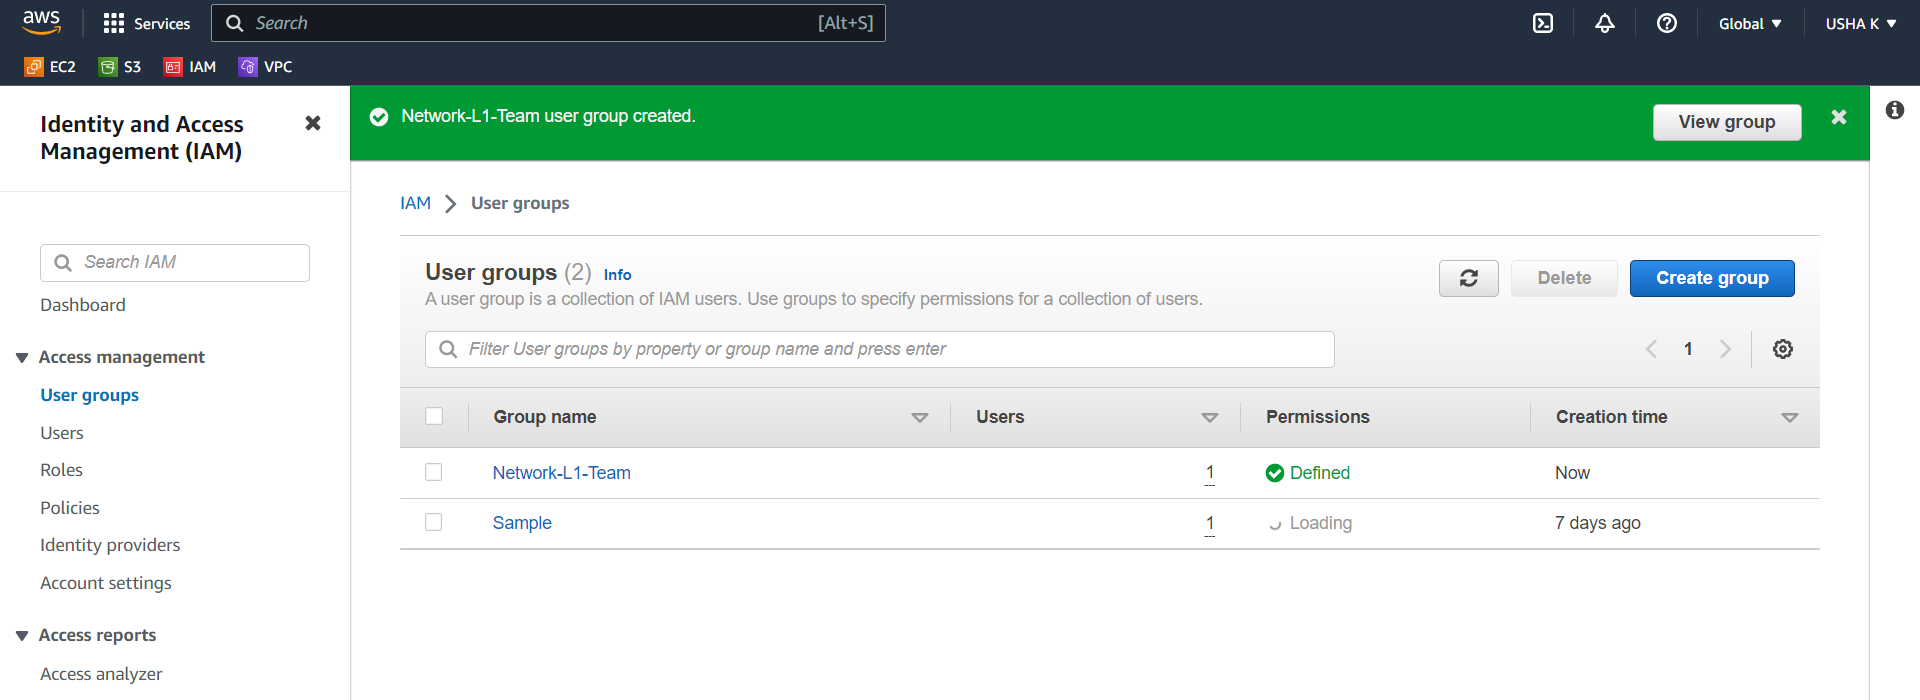 aws
Services
Search
[Alt+S]
Global
USHA K
EC2
S3
IAM
VPC
Identity and Access
Management (IAM)
Search IAM
Dashboard
Access management
User groups
Users
Roles
Policies
Identity providers
Account settings
Access reports
Access analyzer
Network-L1-Team user group created.
View group
IAM
User groups
User groups (2) Info
A user group is a collection of IAM users. Use groups to specify permissions for a collection of users.
Delete
Create group
Filter User groups by property or group name and press enter
1
Group name
Users
Permissions
Creation time
Network-L1-Team
1
Defined
Now
Sample
1
Loading
7 days ago